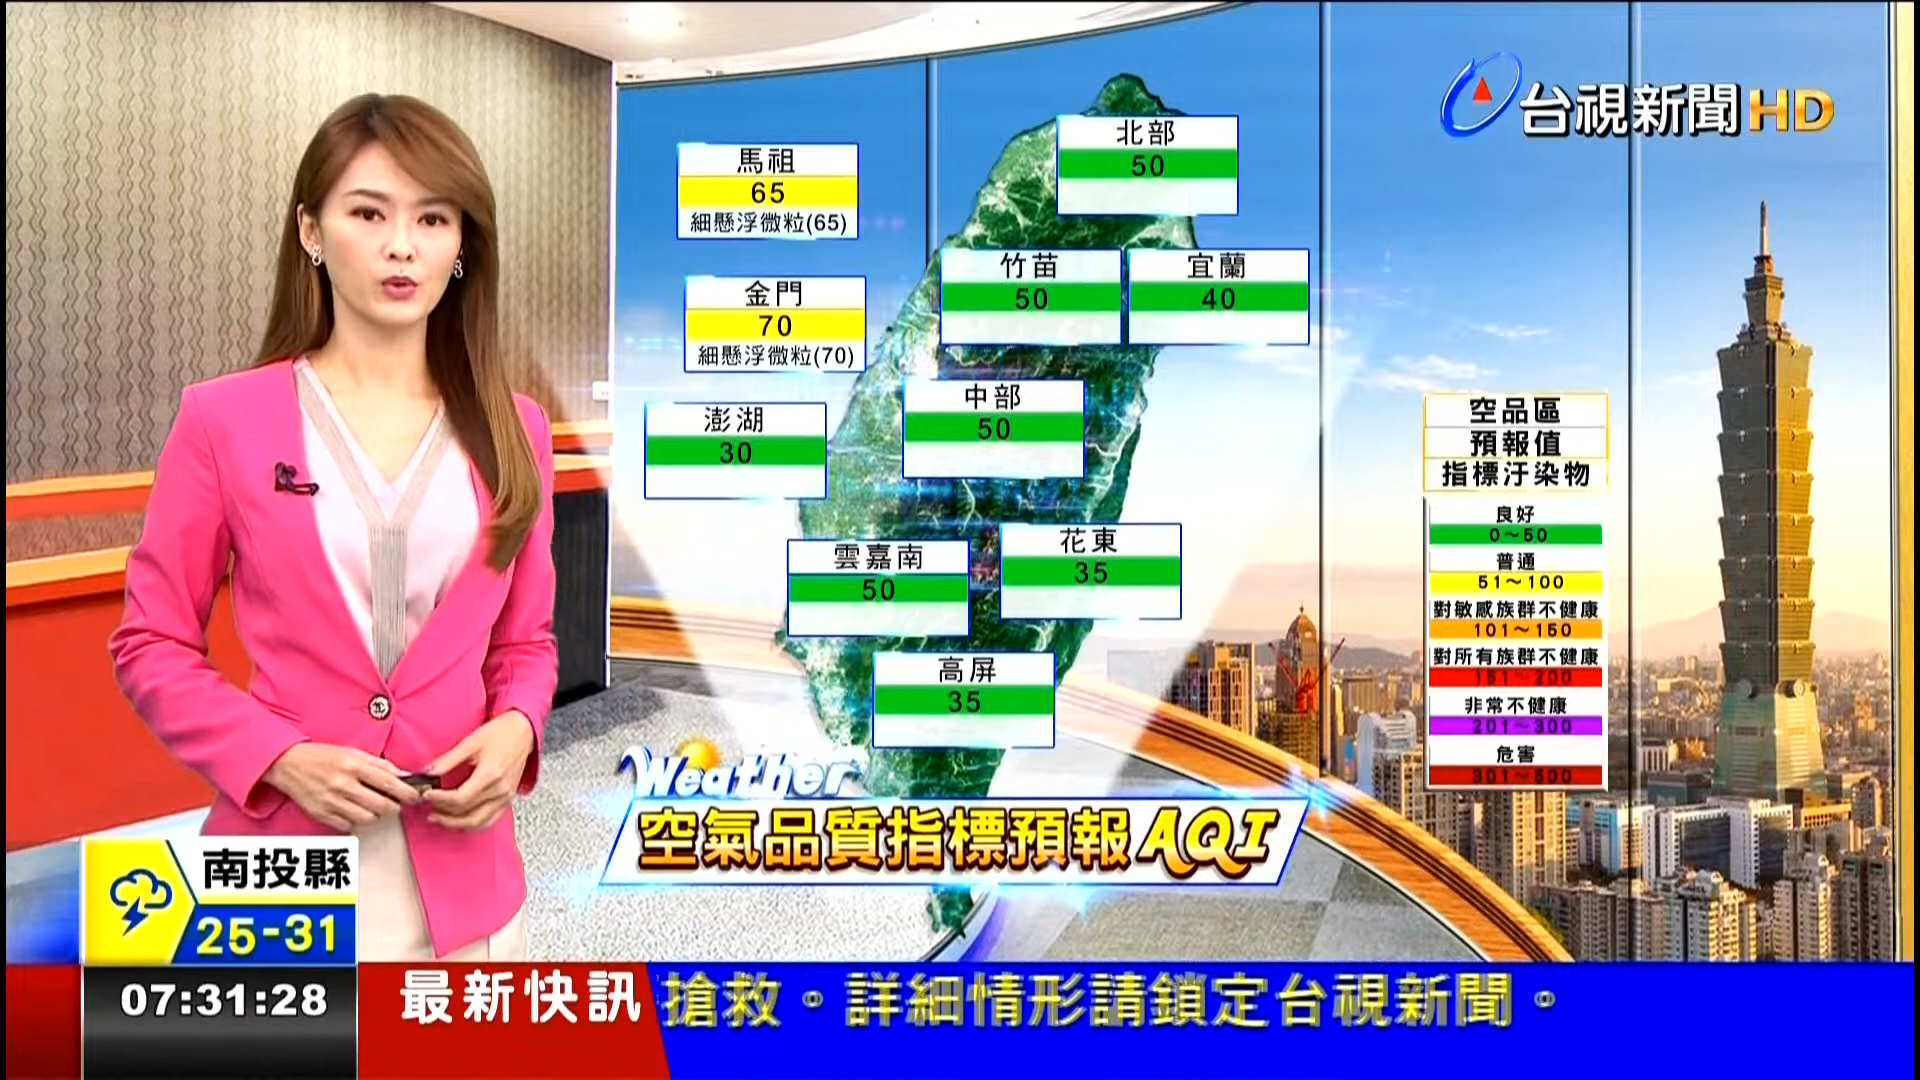 台視新聞HD
北部
50
馬祖
65
細懸浮微粒(65)
竹苗
50
宜蘭
40
金門
70
細懸浮微粒(70)
中部
50
澎湖
30
花東
35
雲嘉南
50
高屏
35
空品區
預報值
指標汙染物
良好
0～50
普通
51～100
對敏感族群不健康
101～150
對所有族群不健康
151～200
非常不健康
201～300
危害
301～500
Weather
空氣品質指標預報AQI
南投縣
25-31
07:31:28
最新快訊
搶救。詳細情形請鎖定台視新聞。